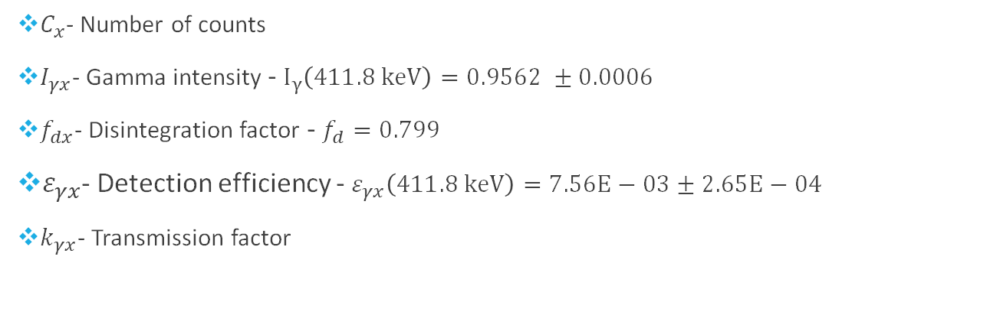 ❖𝐶ₓ- Number of counts
❖𝐼_γx- Gamma intensity - I_γ(411.8 keV) = 0.9562 ± 0.0006
❖𝑓_dx- Disintegration factor - 𝑓_d = 0.799
❖𝜀_γx- Detection efficiency - 𝜀_γx(411.8 keV) = 7.56E − 03 ± 2.65E − 04
❖𝑘_γx- Transmission factor